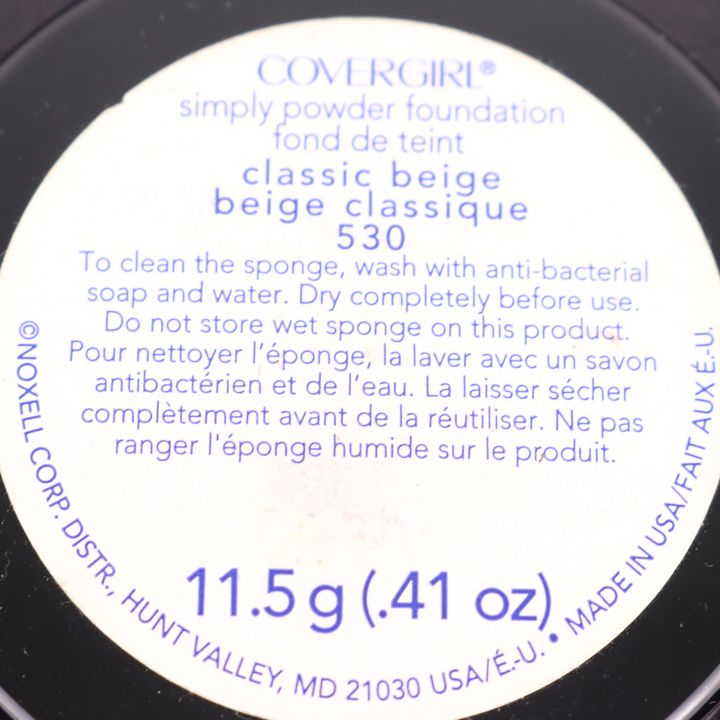 COVERGIRL®
simply powder foundation
fond de teint
classic beige
beige classique
530
To clean the sponge, wash with anti-bacterial
soap and water. Dry completely before use.
Do not store wet sponge on this product.
Pour nettoyer l'éponge, la laver avec un savon
antibactérien et de l'eau. La laisser sécher
complètement avant de la réutiliser. Ne pas
ranger l'éponge humide sur le produit.
11.5 g (.41 oz)
©NOXELL CORP. DISTR., HUNT VALLEY, MD 21030 USA/É.-U. • MADE IN USA/FAIT AUX É.-U.